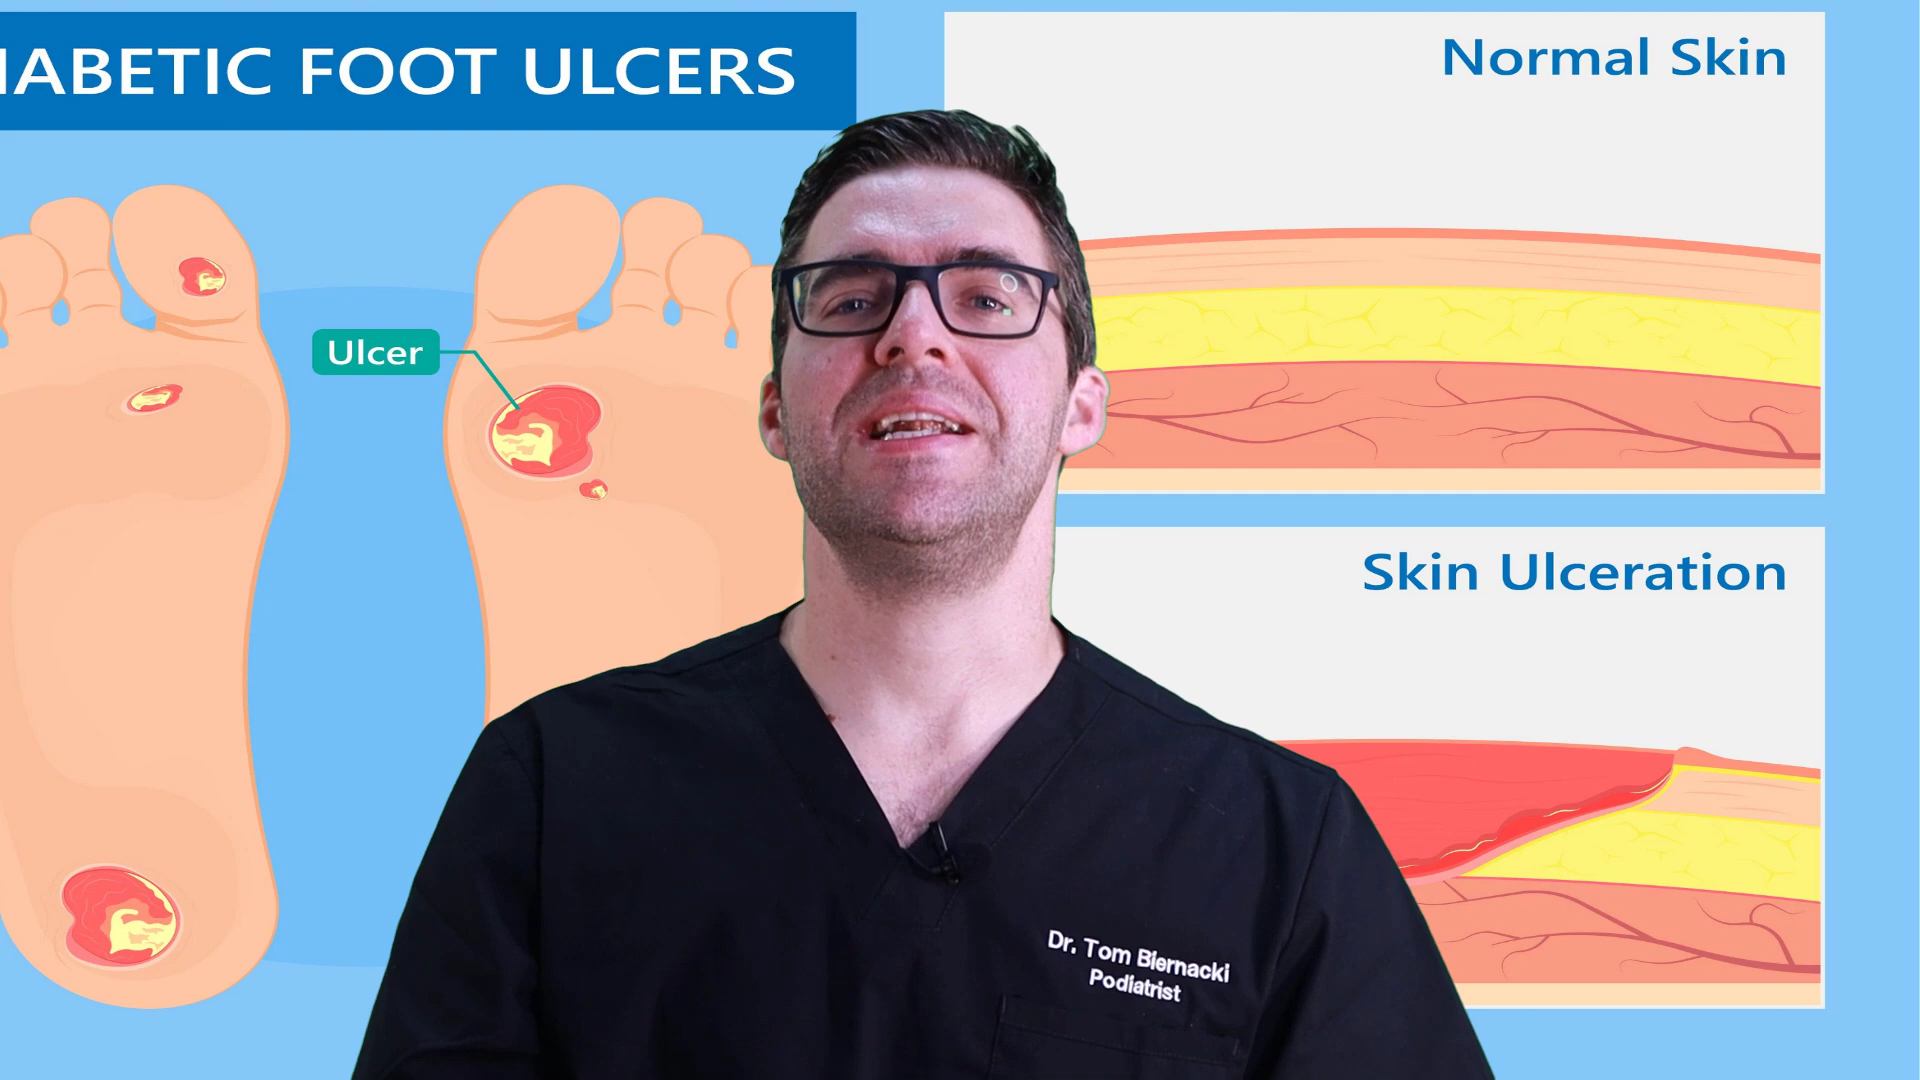 IABETIC FOOT ULCERS
Normal Skin
Ulcer
Skin Ulceration
Dr. Tom Biernacki
Podiatrist